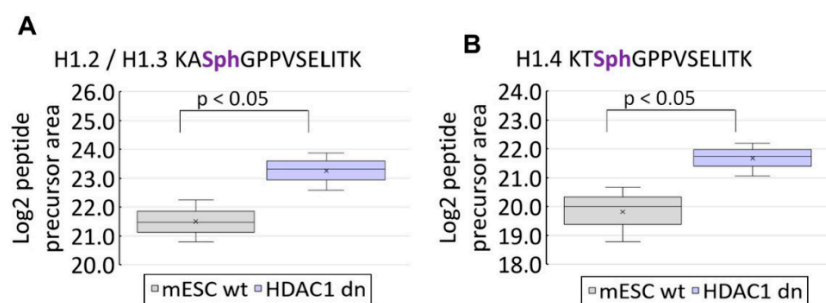 A
H1.2 / H1.3 KASphGPPVSELITK
Log2 peptide
precursor area
26.0
25.0
24.0
23.0
22.0
21.0
20.0
p < 0.05
mESC wt HDAC1 dn
B
H1.4 KTSphGPPVSELITK
Log2 peptide
precursor area
24.0
23.0
22.0
21.0
20.0
19.0
18.0
p < 0.05
mESC wt HDAC1 dn